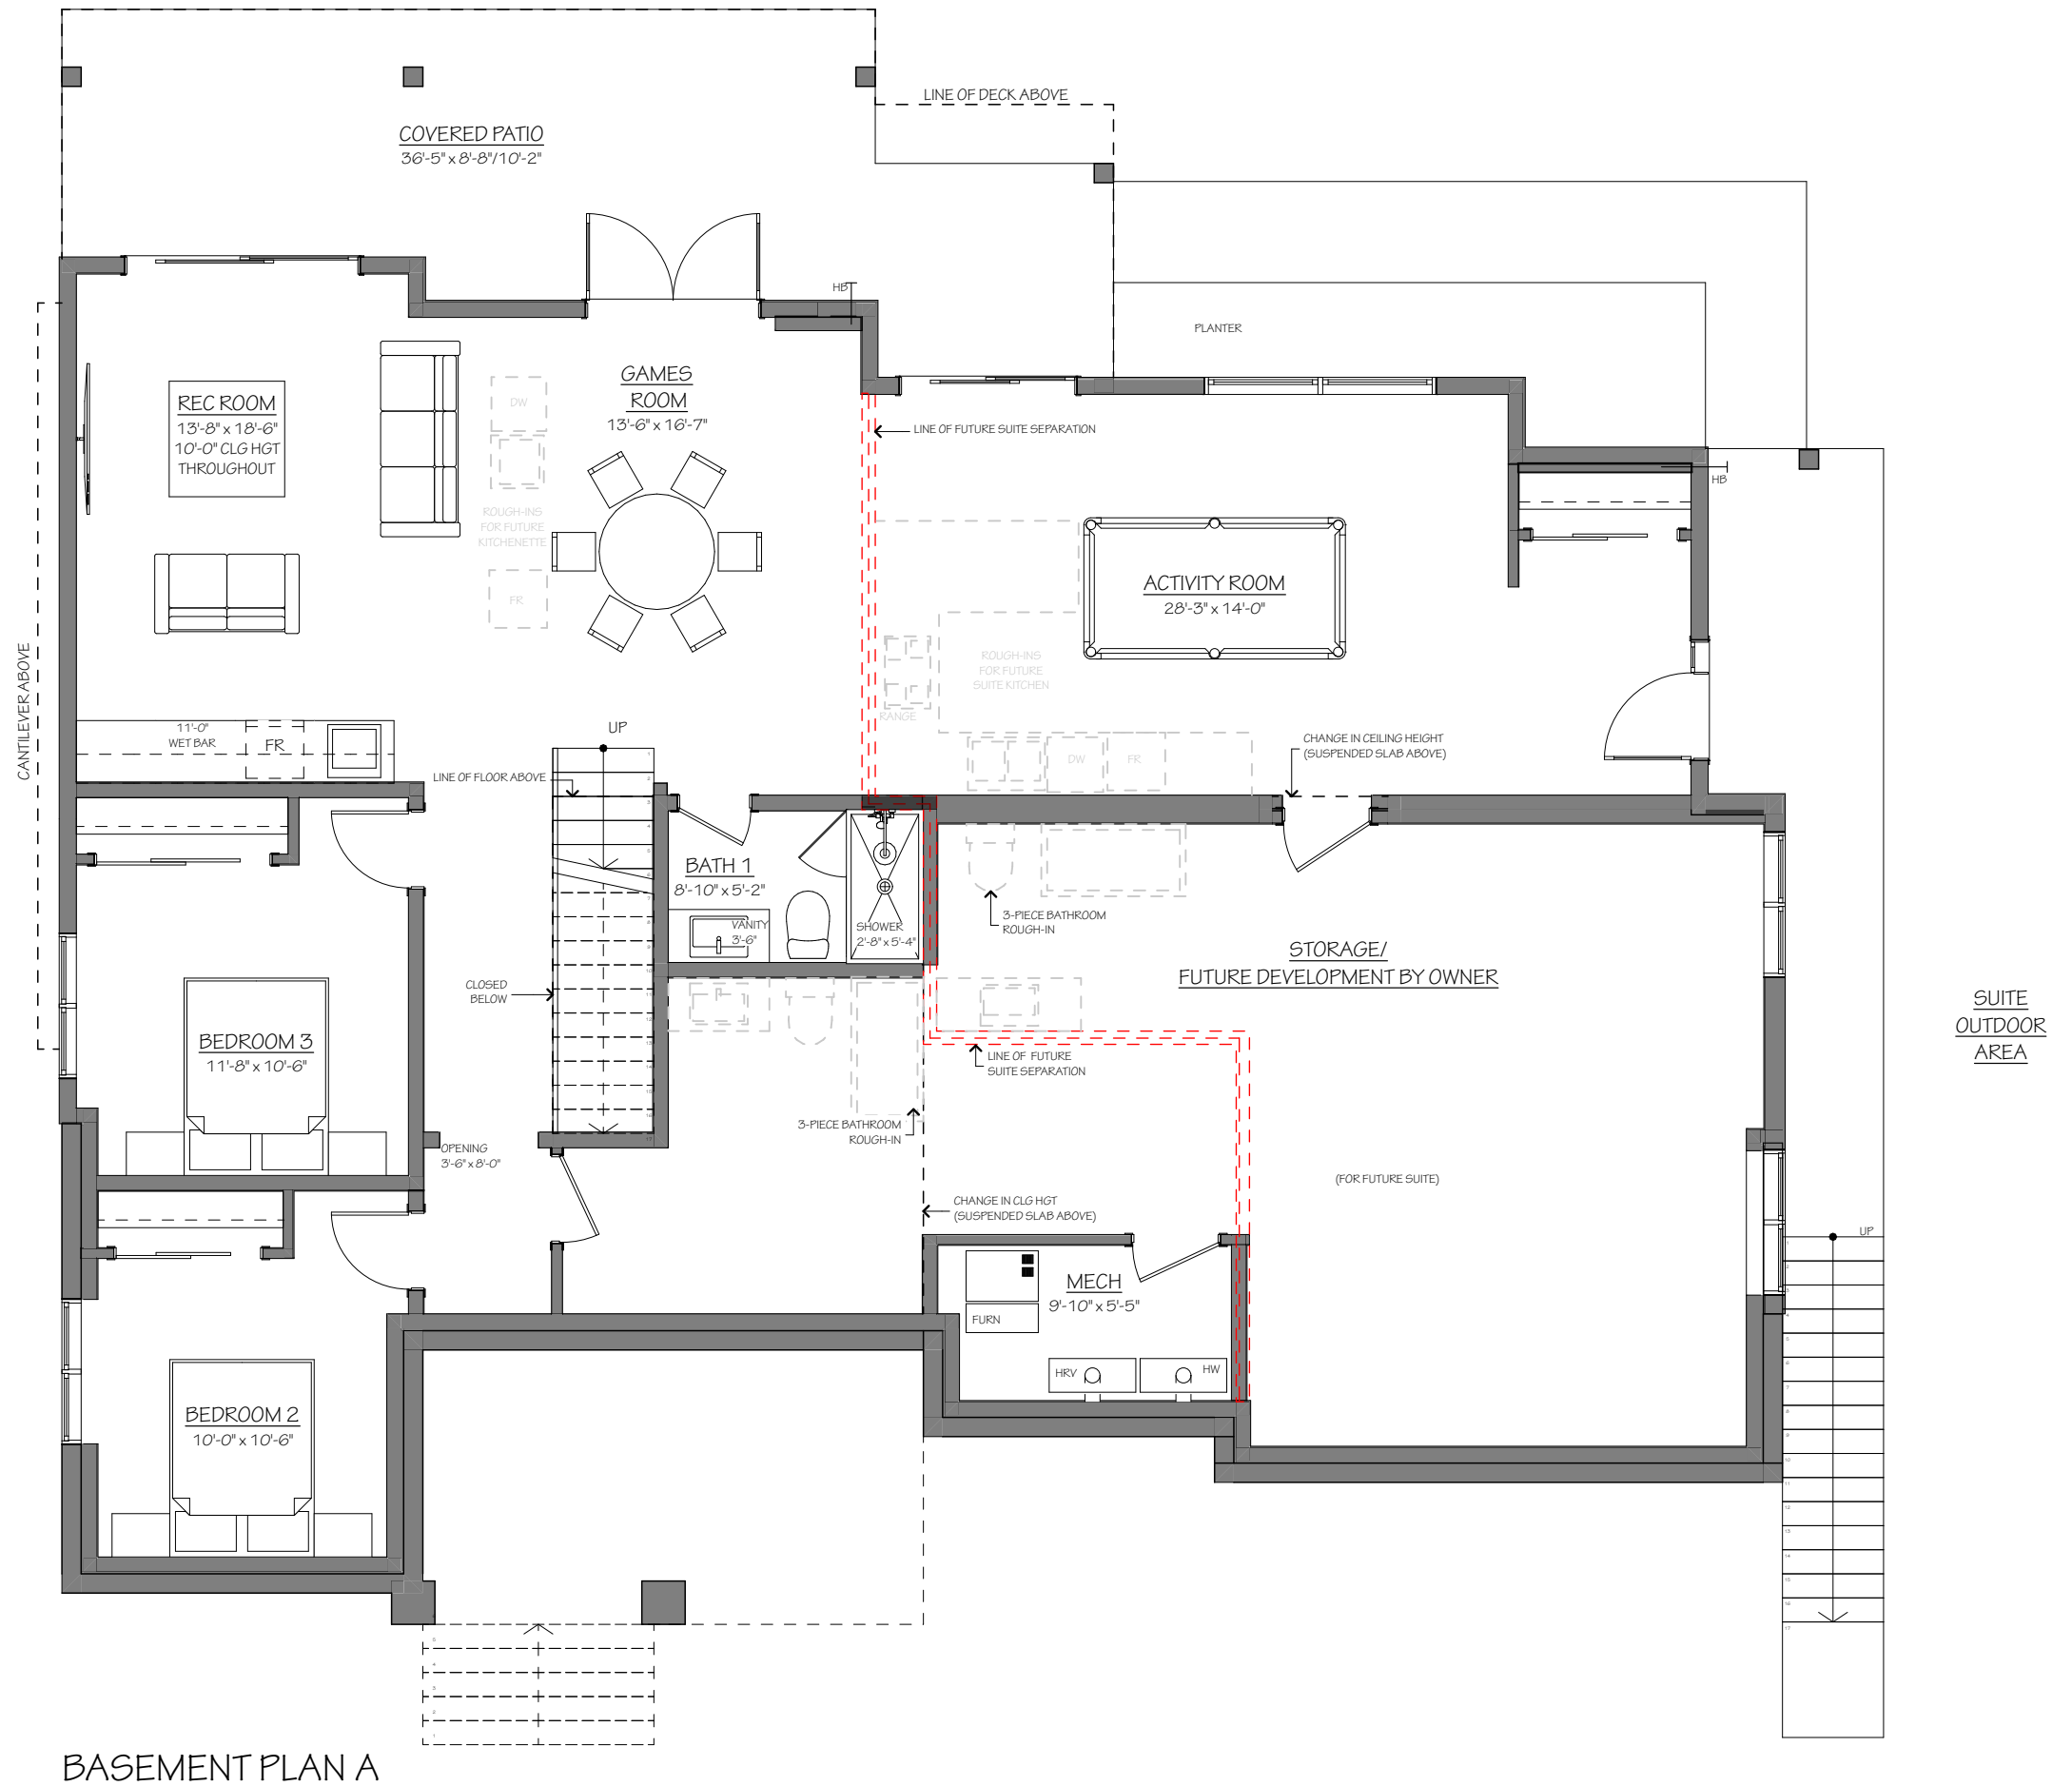 LINE OF DECK ABOVE
COVERED PATIO
36'-5" x 8'-8"/10'-2"
HB
PLANTER
GAMES
ROOM
13'-6" x 16'-7"
REC ROOM
13'-8" x 18'-6"
10'-0" CLG HGT
THROUGHOUT
DW
LINE OF FUTURE SUITE SEPARATION
HB
ROUGH-INS
FOR FUTURE
KITCHENETTE
FR
ACTIVITY ROOM
28'-3" x 14'-0"
ROUGH-INS
FOR FUTURE
SUITE KITCHEN
RANGE
CANTILEVER ABOVE
11'-0"
WET BAR
FR
UP
LINE OF FLOOR ABOVE
DW
FR
CHANGE IN CEILING HEIGHT
(SUSPENDED SLAB ABOVE)
BATH 1
8'-10" x 5'-2"
VANITY
3'-6"
SHOWER
2'-8" x 5'-4"
3-PIECE BATHROOM
ROUGH-IN
STORAGE/
FUTURE DEVELOPMENT BY OWNER
CLOSED
BELOW
SUITE
OUTDOOR
AREA
BEDROOM 3
11'-8" x 10'-6"
LINE OF FUTURE
SUITE SEPARATION
3-PIECE BATHROOM
ROUGH-IN
OPENING
3'-6" x 8'-0"
(FOR FUTURE SUITE)
CHANGE IN CLG HGT
(SUSPENDED SLAB ABOVE)
UP
MECH
9'-10" x 5'-5"
FURN
HRV
HW
BEDROOM 2
10'-0" x 10'-6"
BASEMENT PLAN A